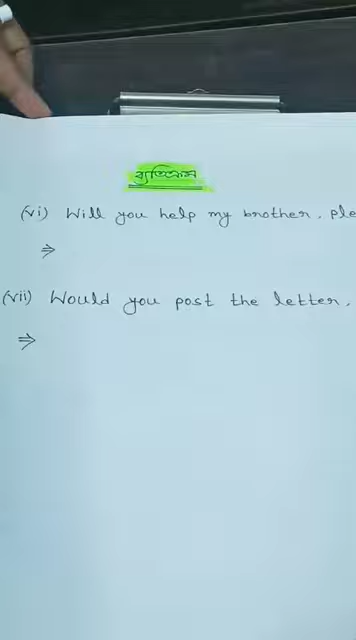 ব্যতিক্রম
(vi) Will you help my brother, ple
⇒
(vii) Would you post the letter,
⇒